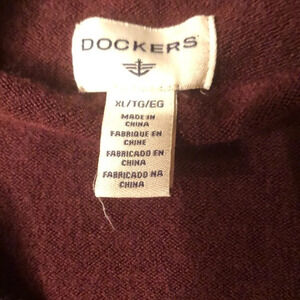 DOCKERS
XL/TG/EG
MADE IN
CHINA
FABRIQUE EN
CHINE
FABRICADO EN
CHINA
FABRICADO NA
CHINA